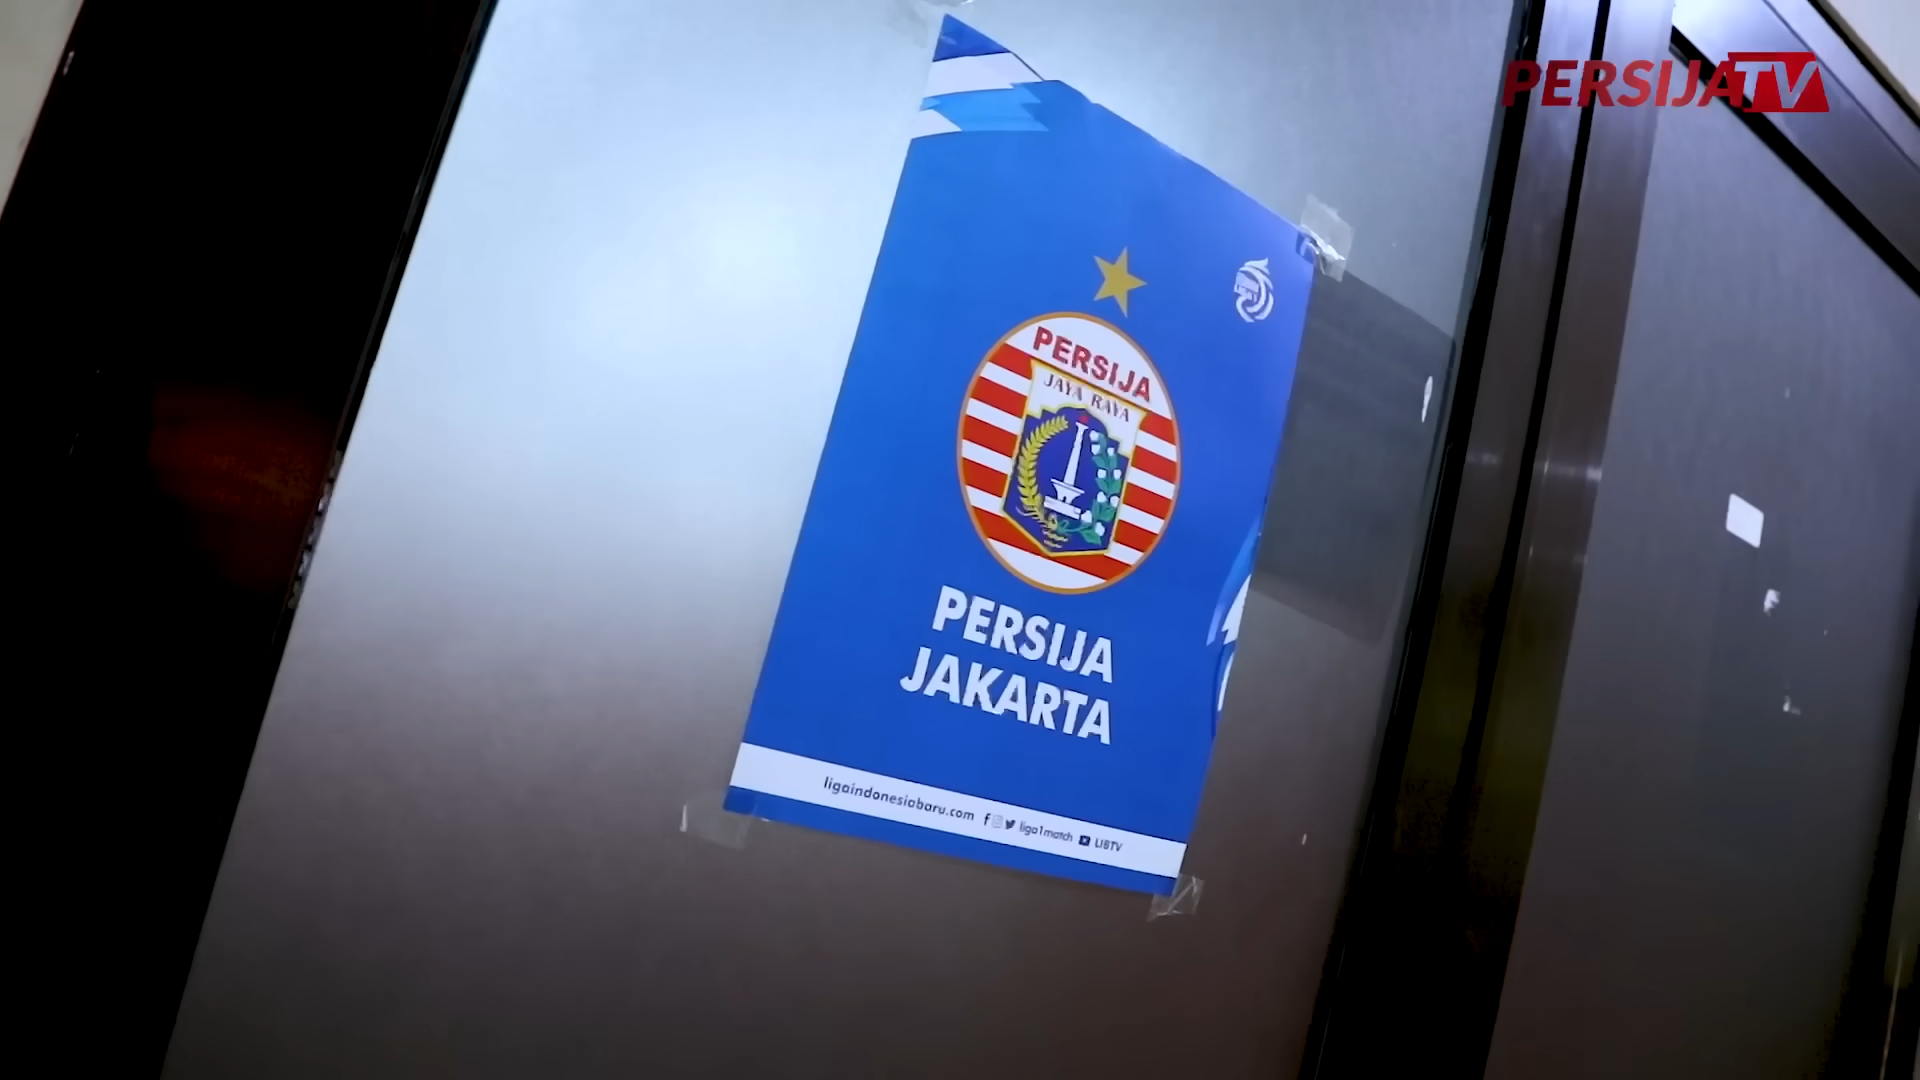 PERSIJATV
PERSIJA
JAYA RAYA
PERSIJA
JAKARTA
ligaindonesiabaru.com liga1match LIBTV